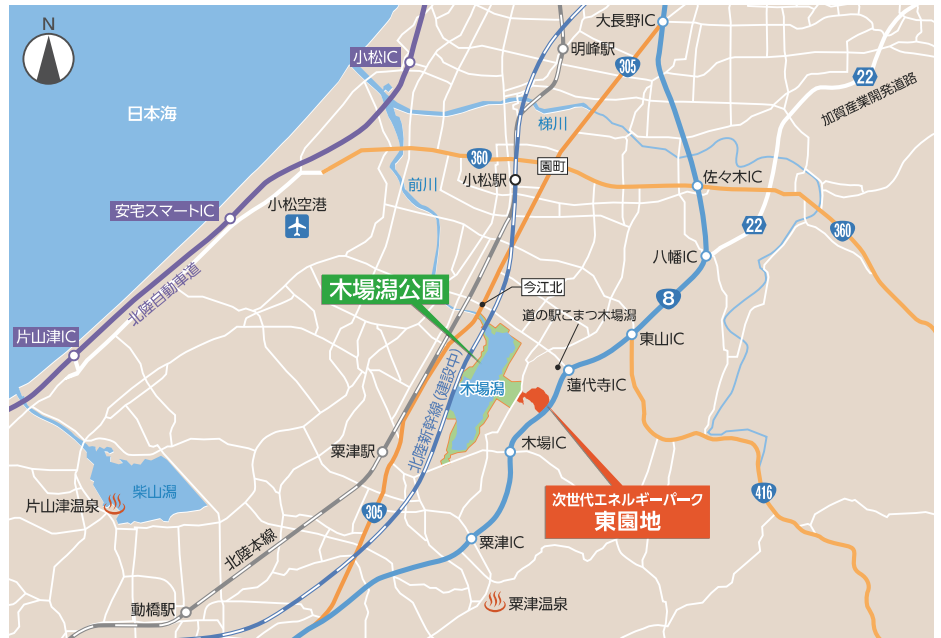 N
大長野IC
明峰駅
小松IC
305
22
加賀産業開発道路
日本海
梯川
360
園町
前川
小松駅
佐々木IC
小松空港
安宅スマートIC
22
360
八幡IC
北陸自動車道
木場潟公園
今江北
8
道の駅こまつ木場潟
片山津IC
東山IC
北陸新幹線(建設中)
木場潟
蓮代寺IC
粟津駅
木場IC
柴山潟
片山津温泉
次世代エネルギーパーク
東園地
416
305
北陸本線
粟津IC
粟津温泉
動橋駅